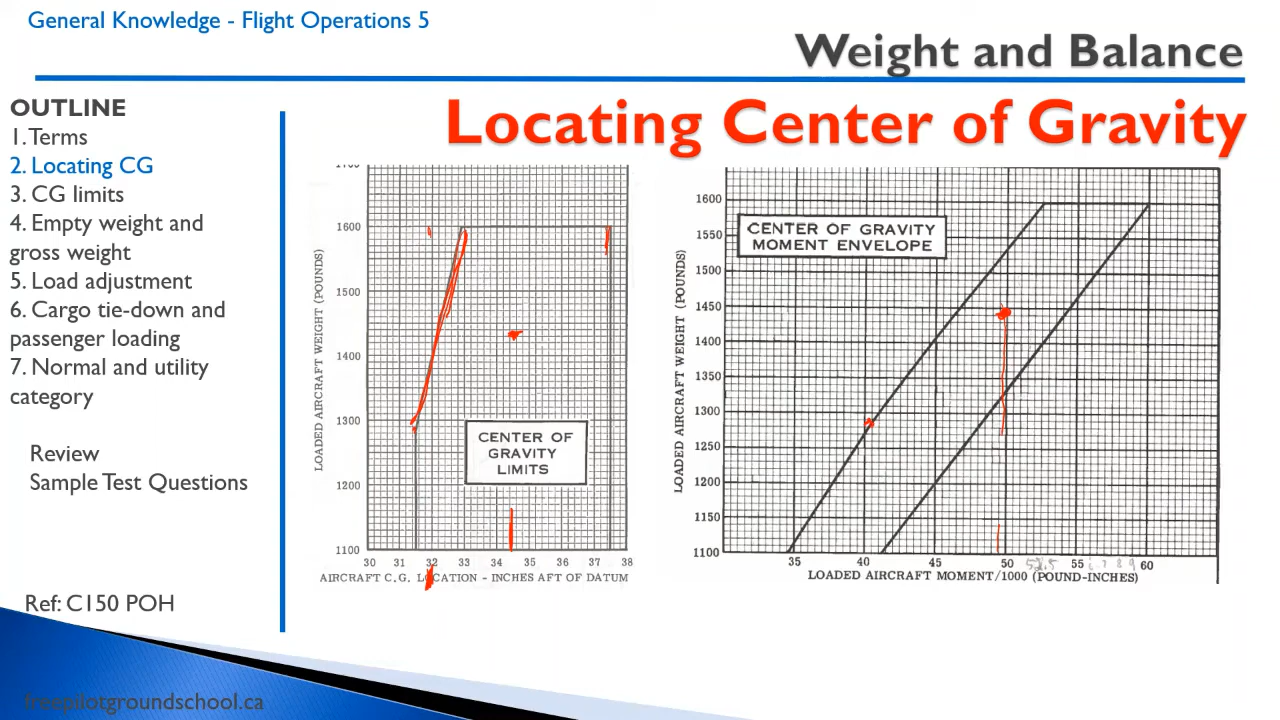 General Knowledge - Flight Operations 5
Weight and Balance
Locating Center of Gravity
OUTLINE
1. Terms
2. Locating CG
3. CG limits
4. Empty weight and
gross weight
5. Load adjustment
6. Cargo tie-down and
passenger loading
7. Normal and utility
category
Review
Sample Test Questions
Ref: C150 POH
freepilotgroundschool.ca
LOADED AIRCRAFT WEIGHT (POUNDS)
1600
1500
1400
1300
1200
1100
CENTER OF
GRAVITY
LIMITS
30 31 32 33 34 35 36 37 38
AIRCRAFT C.G. LOCATION - INCHES AFT OF DATUM
LOADED AIRCRAFT WEIGHT (POUNDS)
1600
1550
1500
1450
1400
1350
1300
1250
1200
1150
1100
CENTER OF GRAVITY
MOMENT ENVELOPE
35 40 45 50 55 60
LOADED AIRCRAFT MOMENT/1000 (POUND-INCHES)